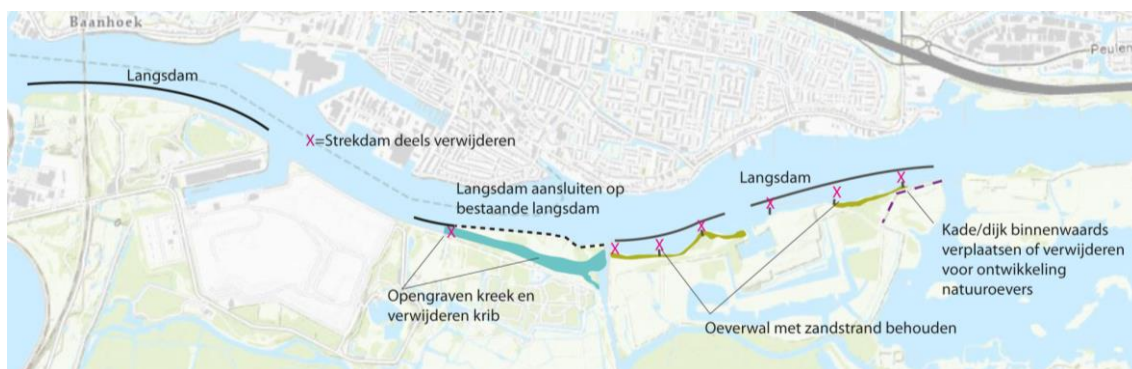 Baanhoek
Langsdam
X=Strekdam deels verwijderen
Langsdam aansluiten op
bestaande langsdam
Langsdam
Peulen
Kade/dijk binnenwaards
verplaatsen of verwijderen
voor ontwikkeling
natuuroevers
Opengraven kreek en
verwijderen krib
Oeverwal met zandstrand behouden